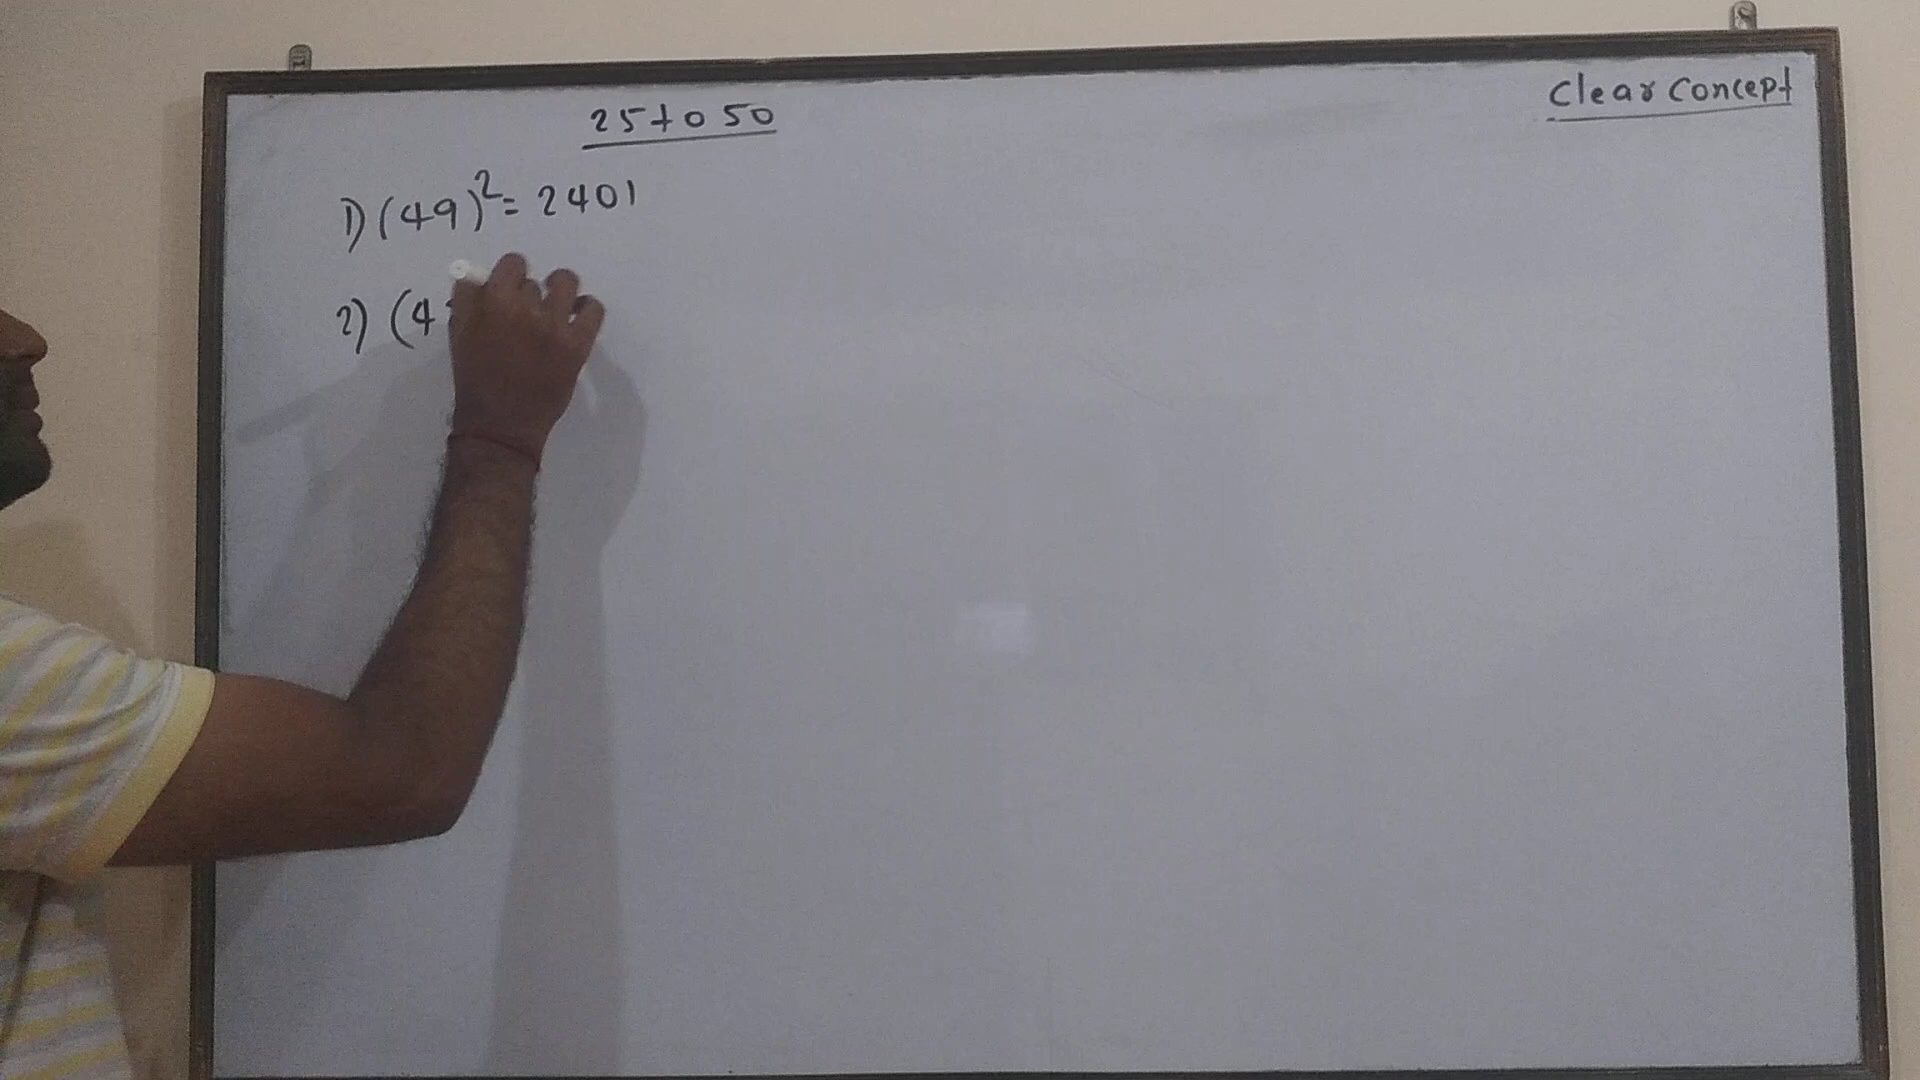 25 to 50
Clear Concept
1) (49)² = 2401
2) (4